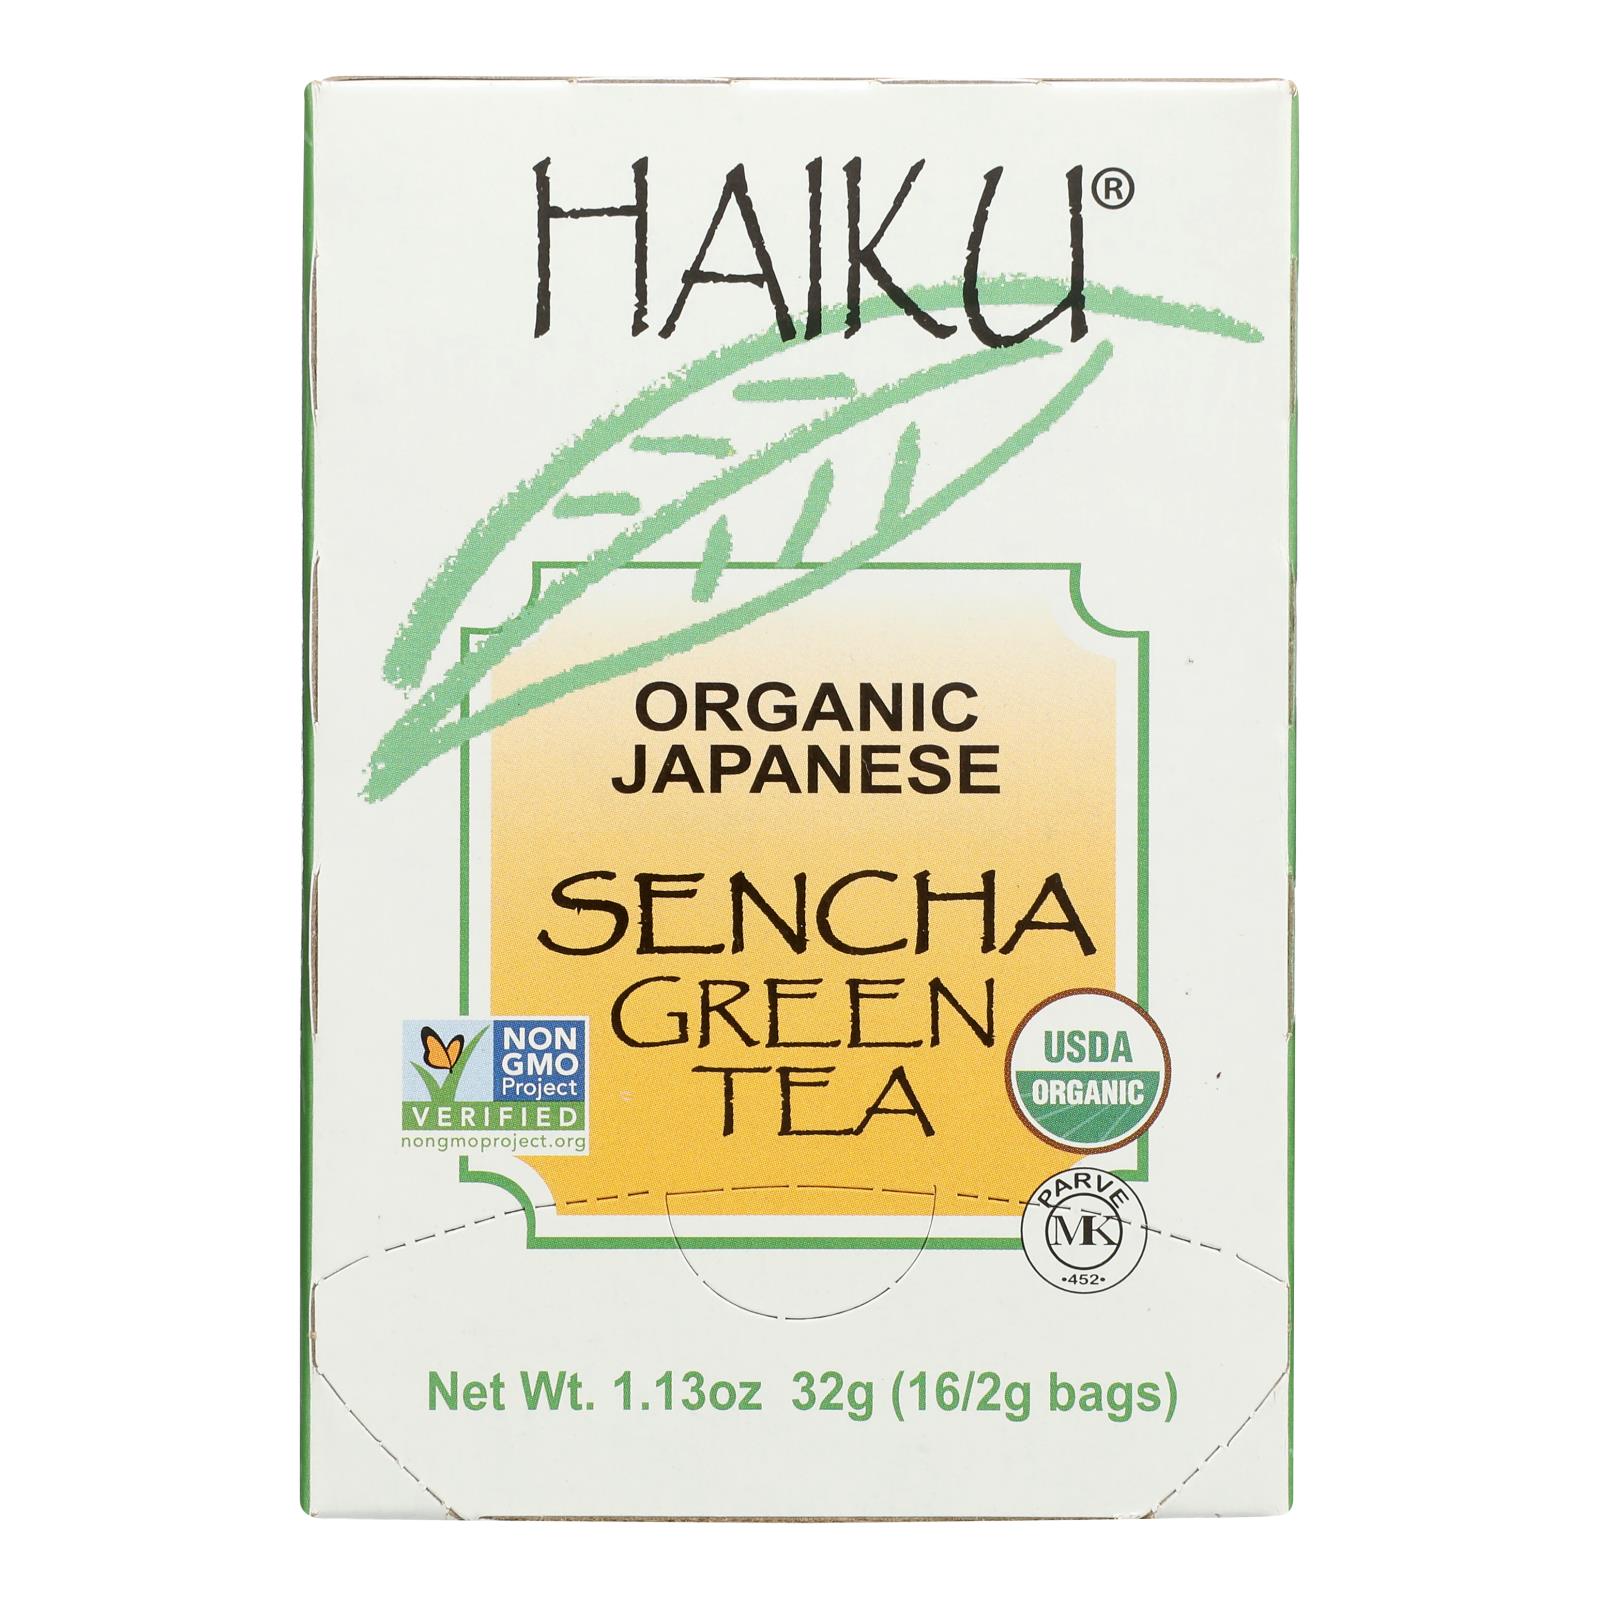 HAIKU®
ORGANIC
JAPANESE
SENCHA
GREEN
TEA
NON
GMO
Project
VERIFIED
nongmoproject.org
USDA
ORGANIC
PARVE
MK
•452•
Net Wt. 1.13oz 32g (16/2g bags)